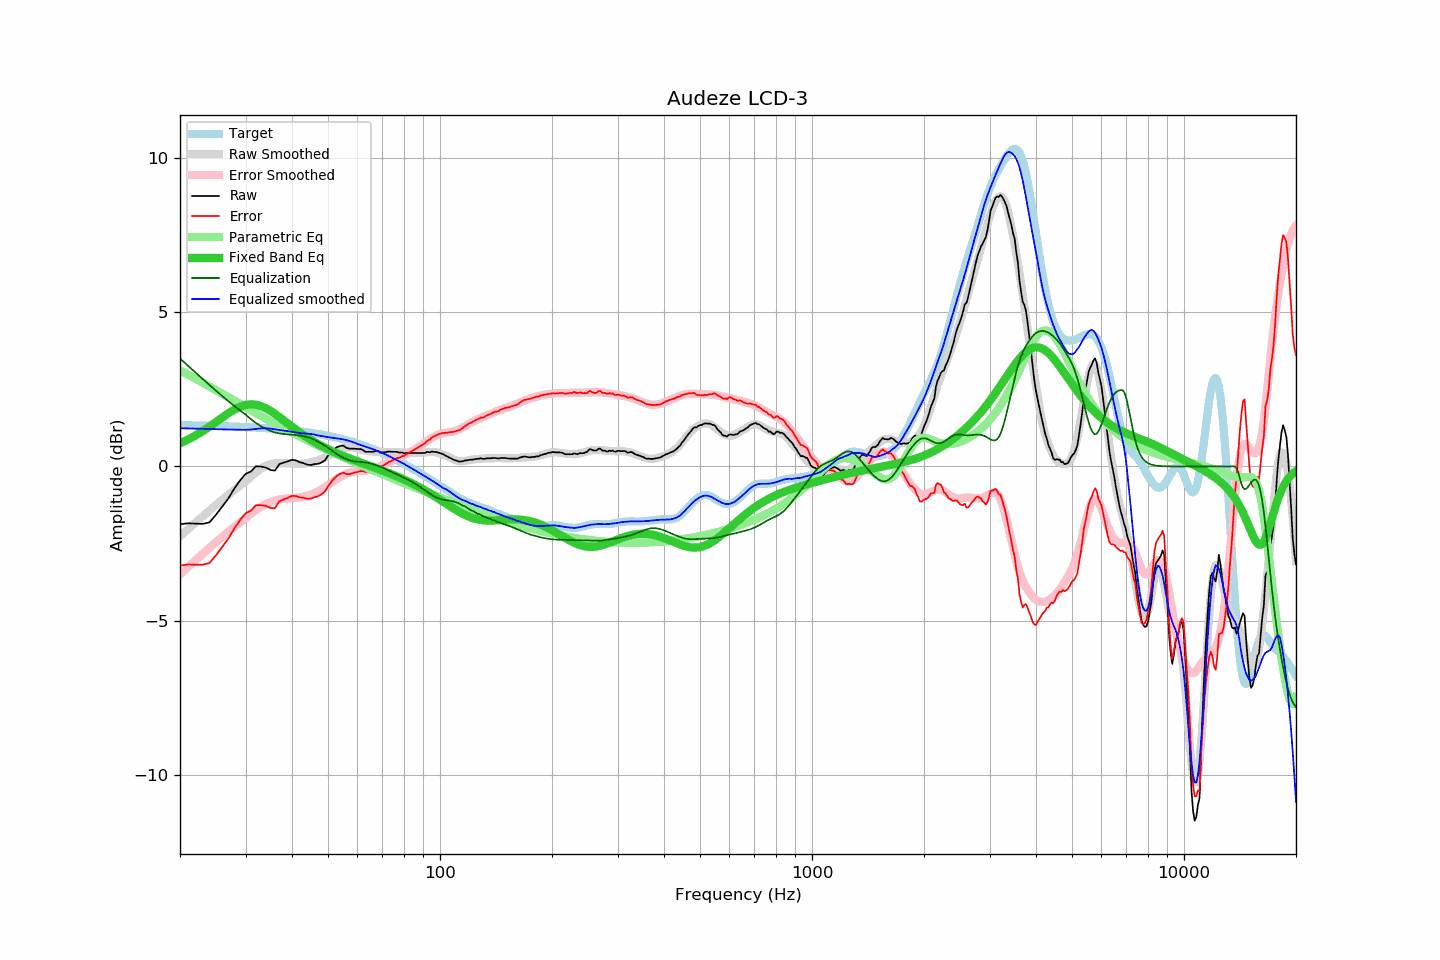 Audeze LCD-3
Target
Raw Smoothed
Error Smoothed
Raw
Error
Parametric Eq
Fixed Band Eq
Equalization
Equalized smoothed
10
5
0
−5
−10
Amplitude (dBr)
100
1000
10000
Frequency (Hz)